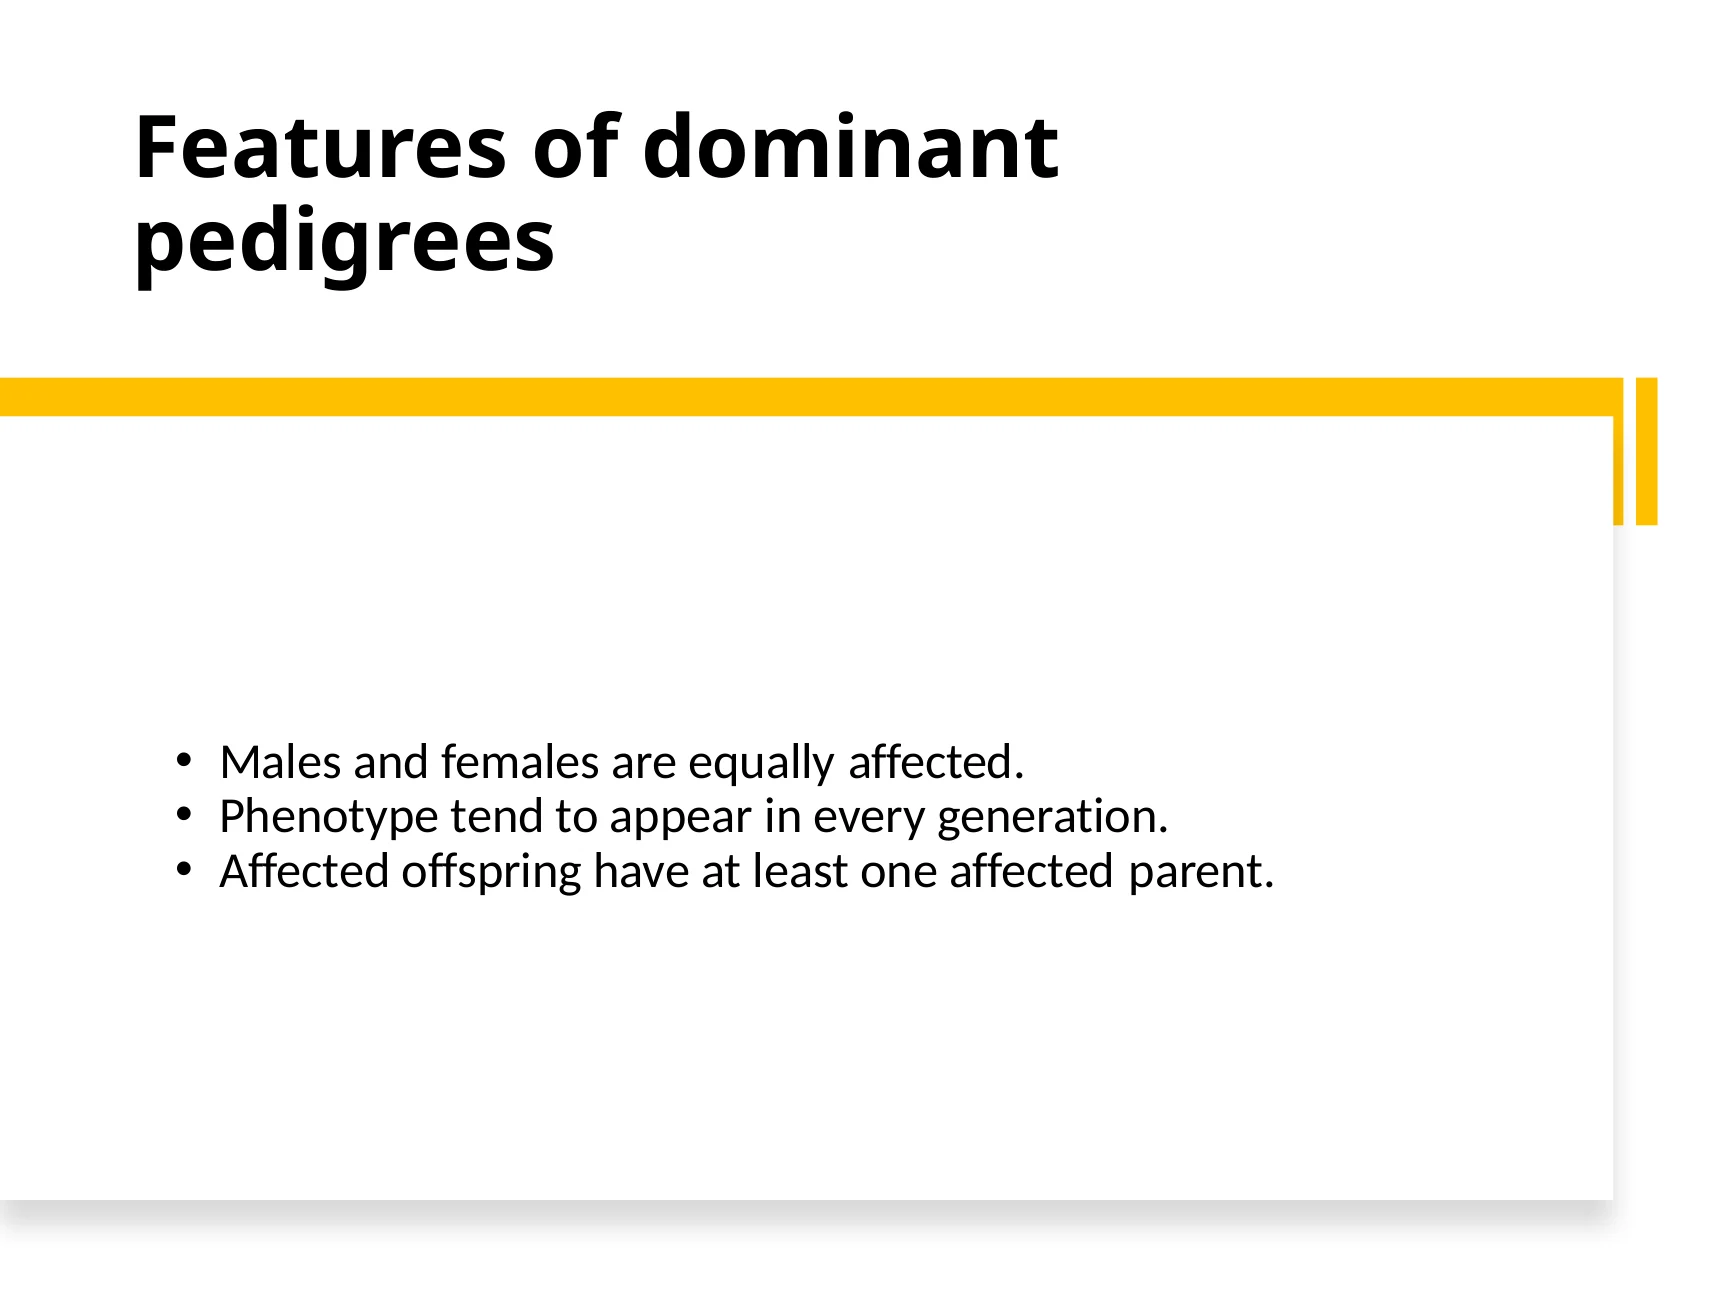 Features of dominant
pedigrees
• Males and females are equally affected.
• Phenotype tend to appear in every generation.
• Affected offspring have at least one affected parent.